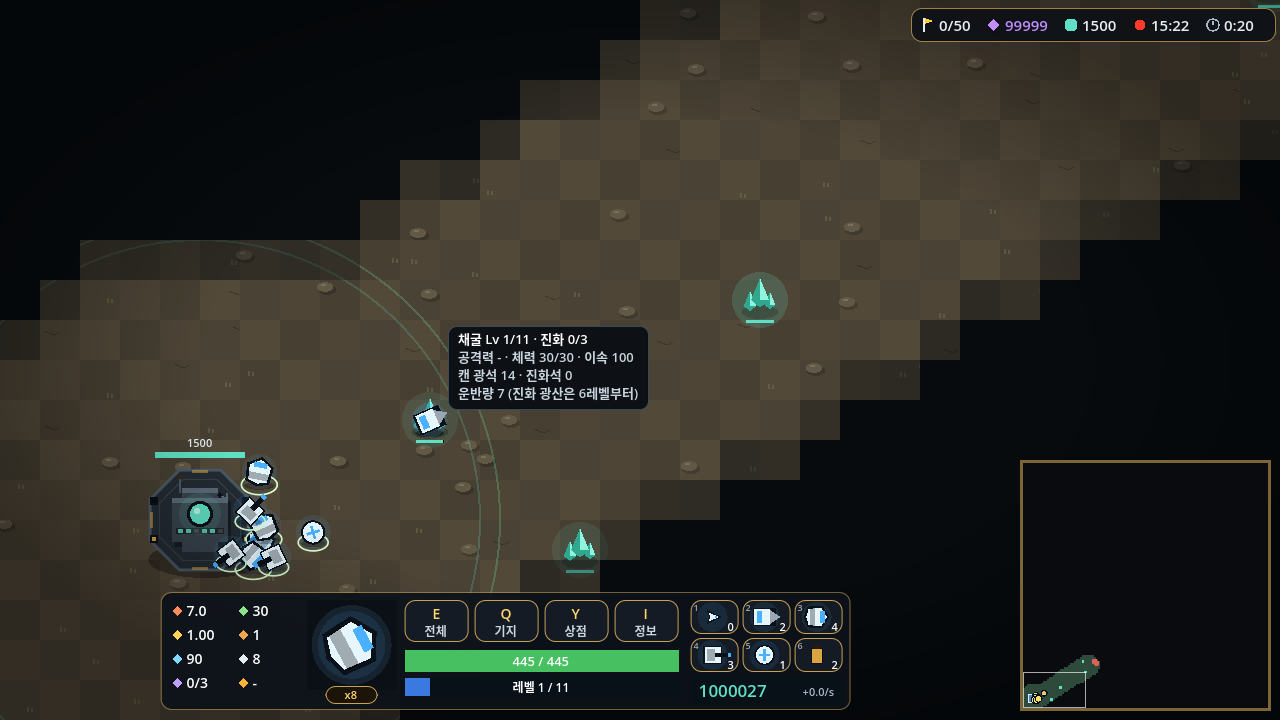 0/50 99999 1500 15:22 0:20
채굴 Lv 1/11 · 진화 0/3
공격력 - · 체력 30/30 · 이속 100
캔 광석 14 · 진화석 0
운반량 7 (진화 광산은 6레벨부터)
1500
7.0 30
1.00 1
90 8
0/3 -
x8
E Q Y I
전체 기지 상점 정보
445 / 445
레벨 1 / 11
1 0 2 2 3 4
4 3 5 1 6 2
1000027 +0.0/s